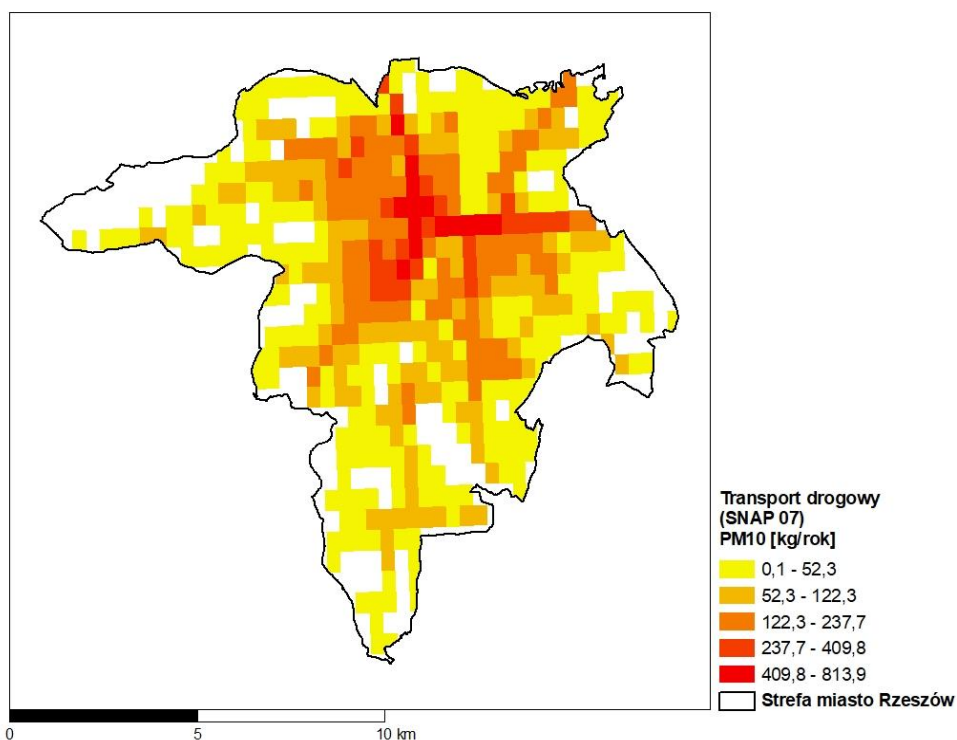 Transport drogowy
(SNAP 07)
PM10 [kg/rok]
0,1 - 52,3
52,3 - 122,3
122,3 - 237,7
237,7 - 409,8
409,8 - 813,9
Strefa miasto Rzeszów
0 5 10 km